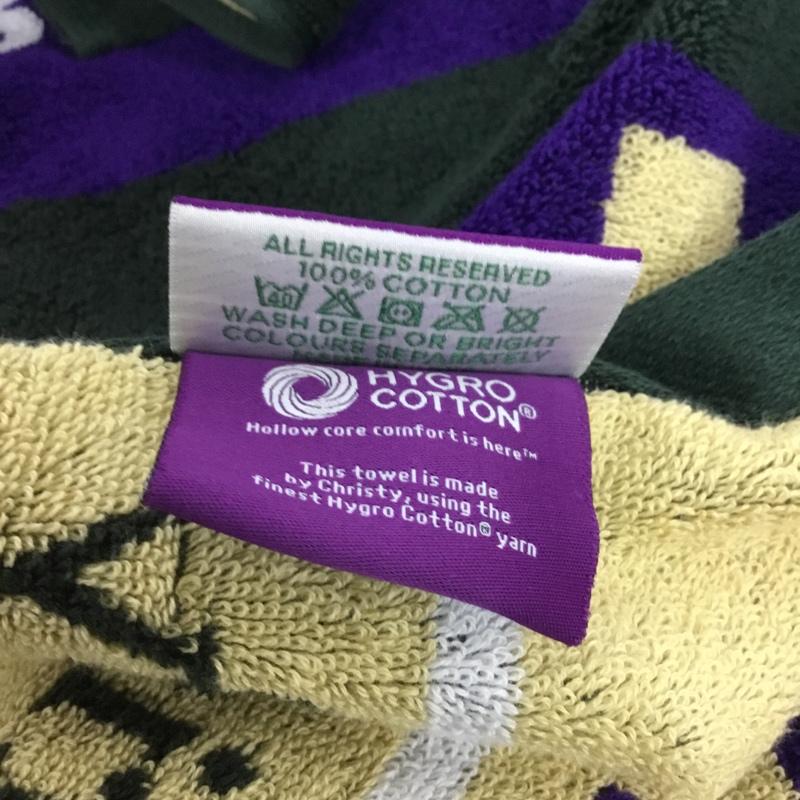 ALL RIGHTS RESERVED
100% COTTON
40
WASH DEEP OR BRIGHT
COLOURS SEPARATELY
HYGRO
COTTON®
Hollow core comfort is here™
This towel is made
by Christy, using the
finest Hygro Cotton® yarn